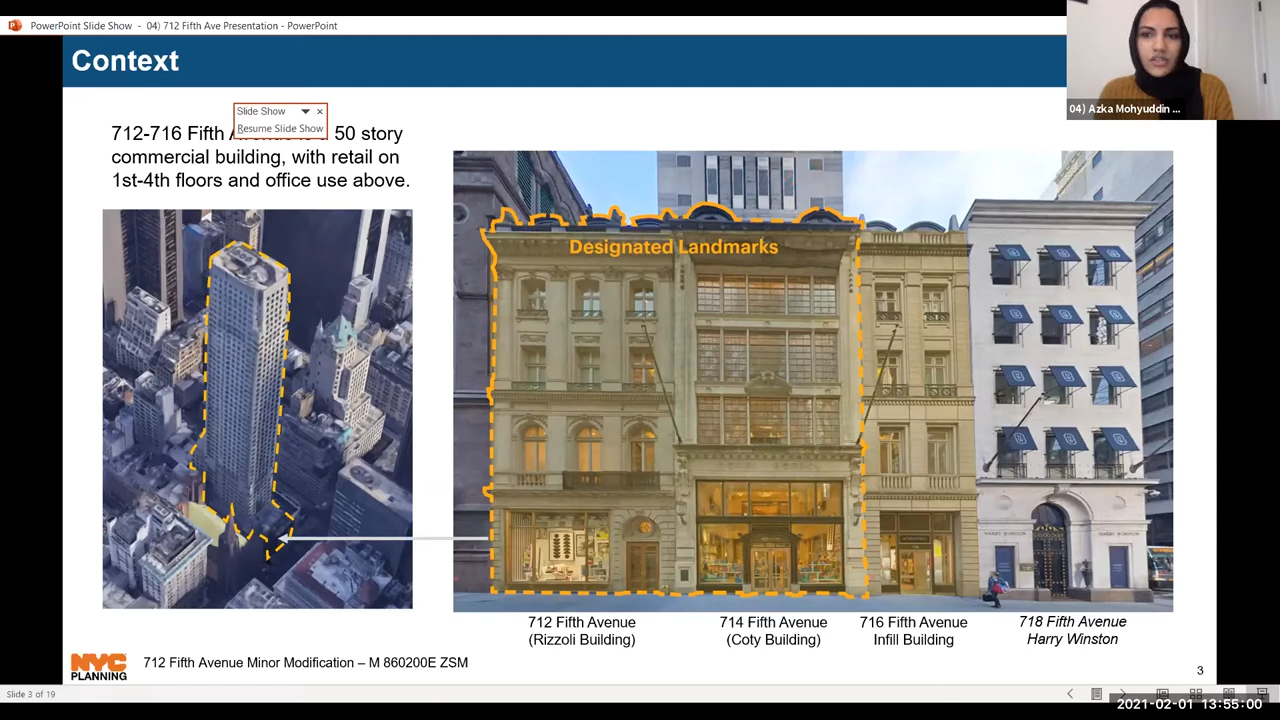 PowerPoint Slide Show - 04) 712 Fifth Ave Presentation - PowerPoint
Context
04) Azka Mohyuddin ...
Slide Show
Resume Slide Show
712-716 Fifth A 50 story
commercial building, with retail on
1st-4th floors and office use above.
Designated Landmarks
HARRY WINSTON
712 Fifth Avenue
(Rizzoli Building)
714 Fifth Avenue
(Coty Building)
716 Fifth Avenue
Infill Building
718 Fifth Avenue
Harry Winston
NYC
PLANNING
712 Fifth Avenue Minor Modification – M 860200E ZSM
3
Slide 3 of 19
2021-02-01 13:55:00